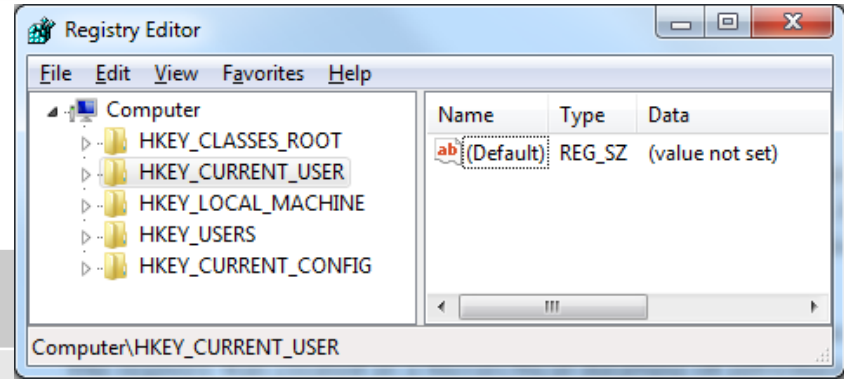 Registry Editor
File Edit View Favorites Help
Computer
HKEY_CLASSES_ROOT
HKEY_CURRENT_USER
HKEY_LOCAL_MACHINE
HKEY_USERS
HKEY_CURRENT_CONFIG
Name Type Data
ab (Default) REG_SZ (value not set)
Computer\HKEY_CURRENT_USER